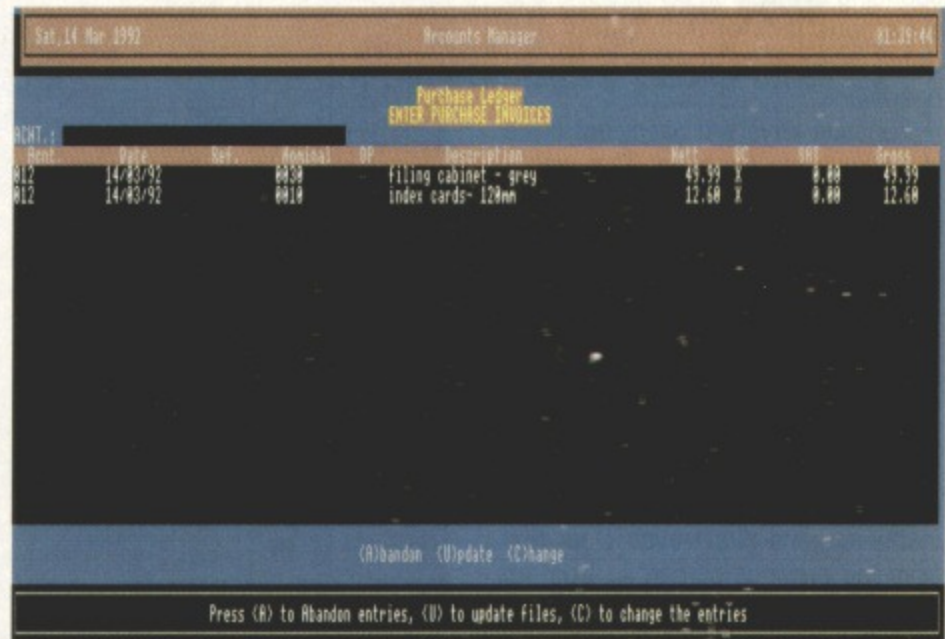 Sat,14 Mar 1992 Accounts Manager 01:39:44
Purchase Ledger
ENTER PURCHASE INVOICES
ACNT.:
Acnt. Date Ref. Nominal DP Description Nett VC VAT Gross
012 14/03/92 0030 filing cabinet - grey 49.99 X 0.00 49.99
012 14/03/92 0010 index cards- 120mm 12.60 X 0.00 12.60
(A)bandon (U)pdate (C)hange
Press (A) to Abandon entries, (U) to update files, (C) to change the entries